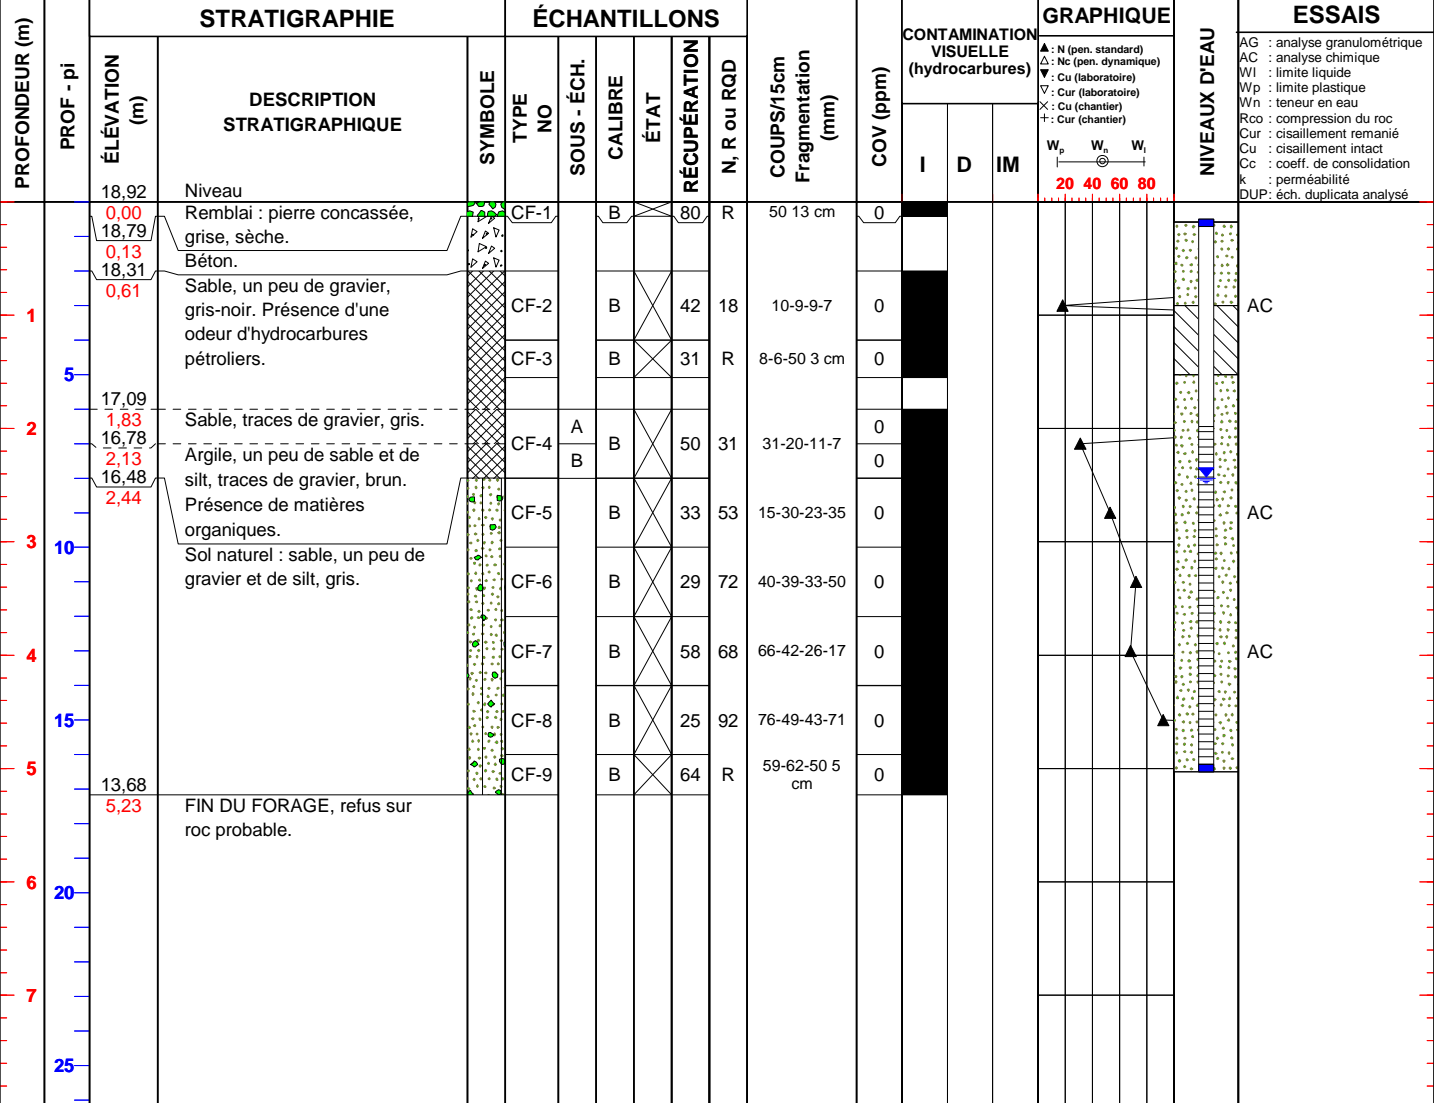 PROFONDEUR (m)
PROF - pi
STRATIGRAPHIE
ÉLÉVATION (m)
DESCRIPTION
STRATIGRAPHIQUE
SYMBOLE
ÉCHANTILLONS
TYPE NO
SOUS - ÉCH.
CALIBRE
ÉTAT
RÉCUPÉRATION
N, R ou RQD
COUPS/15cm
Fragmentation
(mm)
COV (ppm)
CONTAMINATION
VISUELLE
(hydrocarbures)
I D IM
GRAPHIQUE
▲ : N (pen. standard)
△ : Nc (pen. dynamique)
▼ : Cu (laboratoire)
▽ : Cur (laboratoire)
× : Cu (chantier)
+ : Cur (chantier)
Wp Wn Wl
20 40 60 80
NIVEAUX D'EAU
ESSAIS
AG : analyse granulométrique
AC : analyse chimique
Wl : limite liquide
Wp : limite plastique
Wn : teneur en eau
Rco : compression du roc
Cur : cisaillement remanié
Cu : cisaillement intact
Cc : coeff. de consolidation
k : perméabilité
DUP: éch. duplicata analysé
18,92 Niveau
0,00 Remblai : pierre concassée,
grise, sèche.
18,79
0,13 Béton.
18,31
0,61 Sable, un peu de gravier,
gris-noir. Présence d'une
odeur d'hydrocarbures
pétroliers.
17,09
1,83 Sable, traces de gravier, gris.
16,78
2,13 Argile, un peu de sable et de
silt, traces de gravier, brun.
Présence de matières
organiques.
16,48
2,44 Sol naturel : sable, un peu de
gravier et de silt, gris.
13,68
5,23 FIN DU FORAGE, refus sur
roc probable.
CF-1 B 80 R 50 13 cm 0
CF-2 B 42 18 10-9-9-7 0 AC
CF-3 B 31 R 8-6-50 3 cm 0
CF-4 A B B 50 31 31-20-11-7 0 0
CF-5 B 33 53 15-30-23-35 0 AC
CF-6 B 29 72 40-39-33-50 0
CF-7 B 58 68 66-42-26-17 0 AC
CF-8 B 25 92 76-49-43-71 0
CF-9 B 64 R 59-62-50 5
cm 0
1
2
3
4
5
6
7
5
10
15
20
25